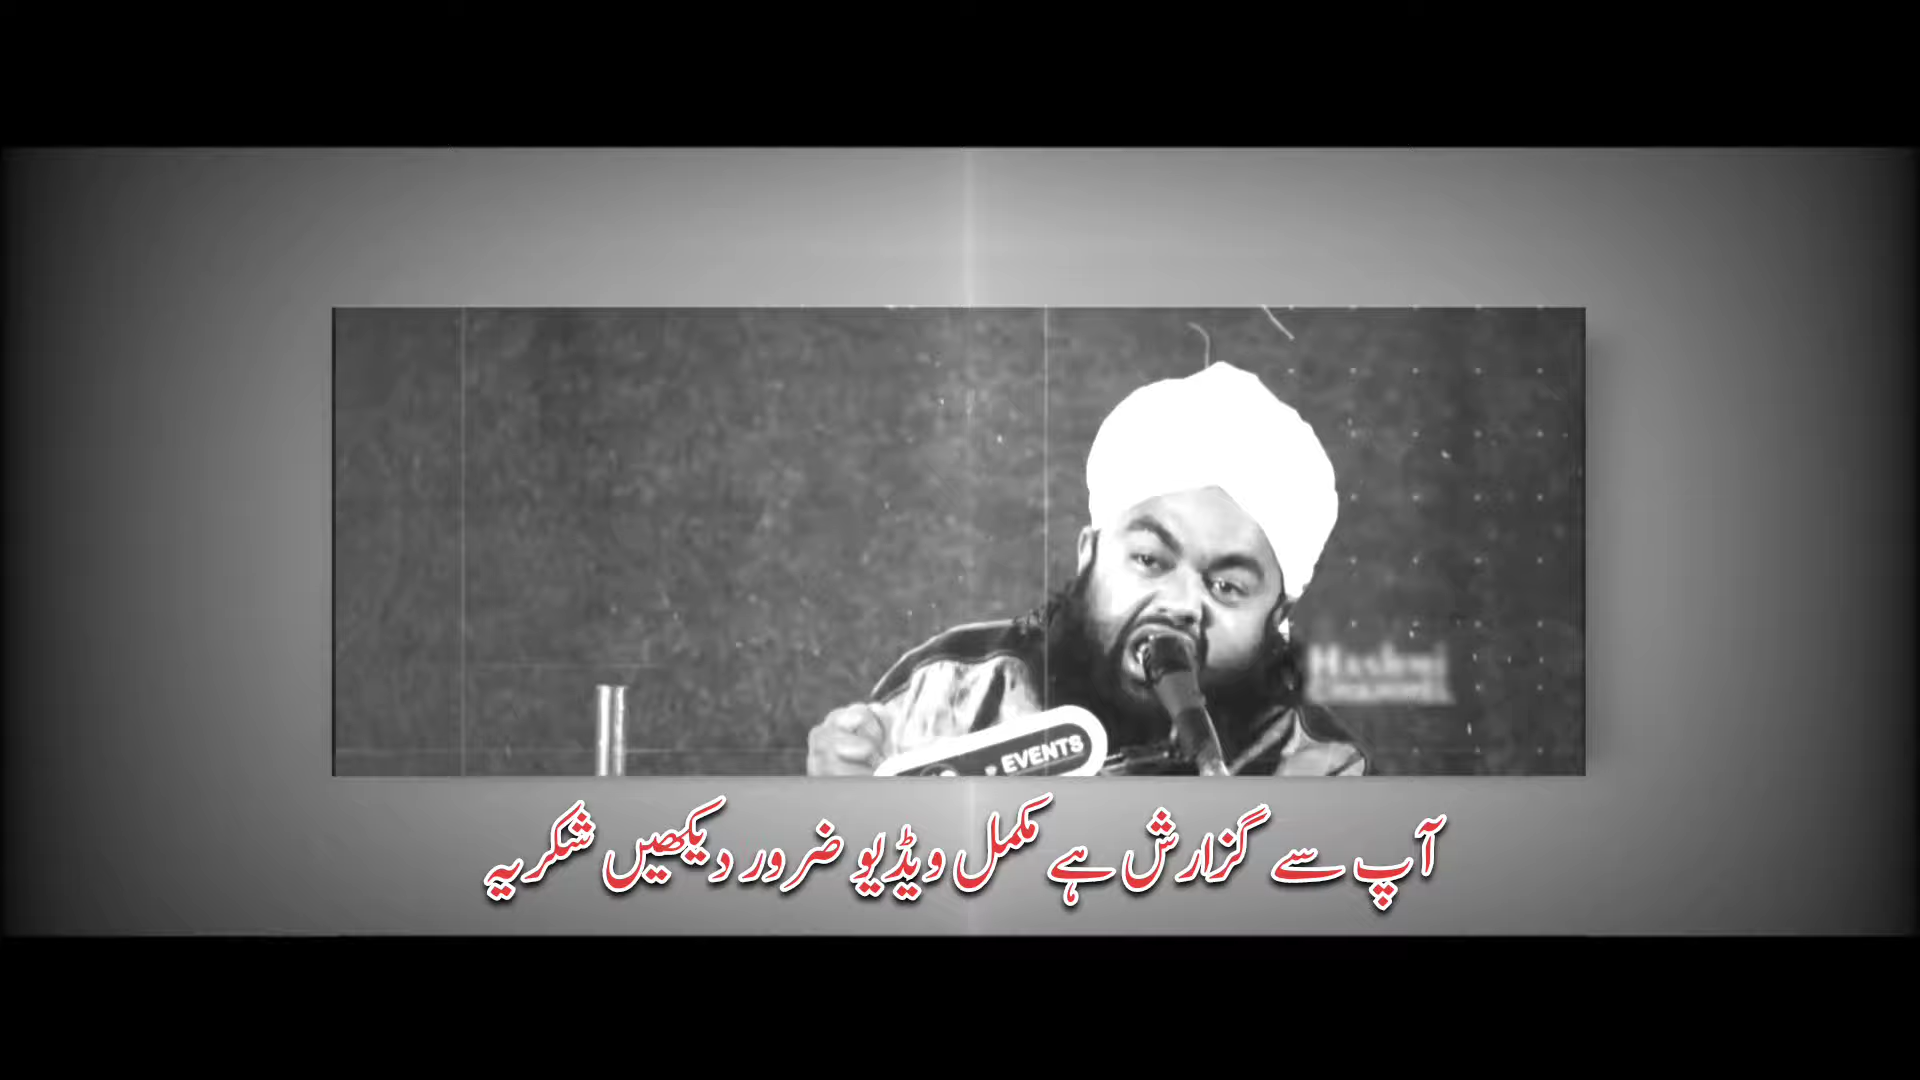 EVENTS
آپ سے گزارش ہے مکمل ویڈیو ضرور دیکھیں شکریہ